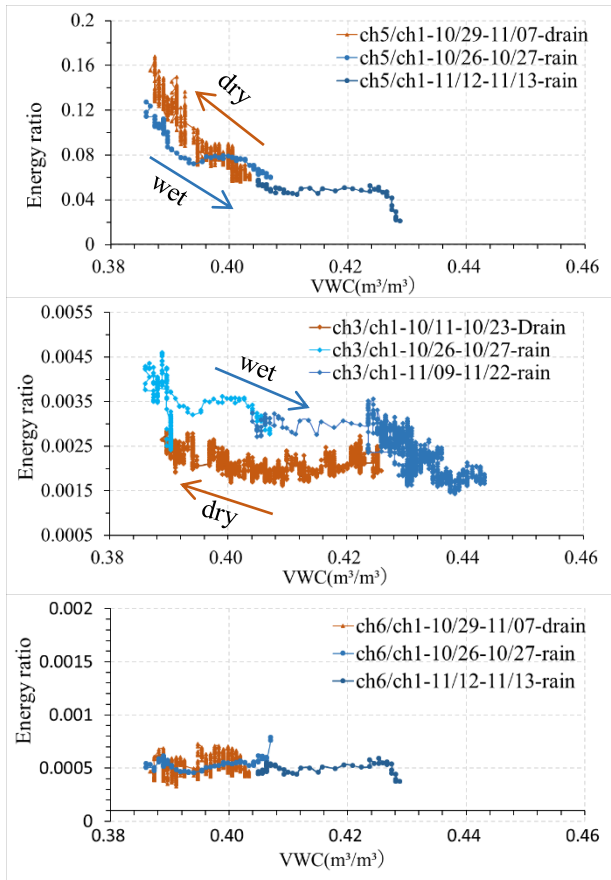 0.2
0.16
0.12
0.08
0.04
0
Energy ratio
ch5/ch1-10/29-11/07-drain
ch5/ch1-10/26-10/27-rain
ch5/ch1-11/12-11/13-rain
dry
wet
0.38 0.40 0.42 0.44 0.46
VWC(m³/m³)
0.0055
0.0045
0.0035
0.0025
0.0015
0.0005
Energy ratio
ch3/ch1-10/11-10/23-Drain
ch3/ch1-10/26-10/27-rain
ch3/ch1-11/09-11/22-rain
wet
dry
0.38 0.40 0.42 0.44 0.46
VWC(m³/m³)
0.002
0.0015
0.001
0.0005
0
Energy ratio
ch6/ch1-10/29-11/07-drain
ch6/ch1-10/26-10/27-rain
ch6/ch1-11/12-11/13-rain
0.38 0.40 0.42 0.44 0.46
VWC(m³/m³)